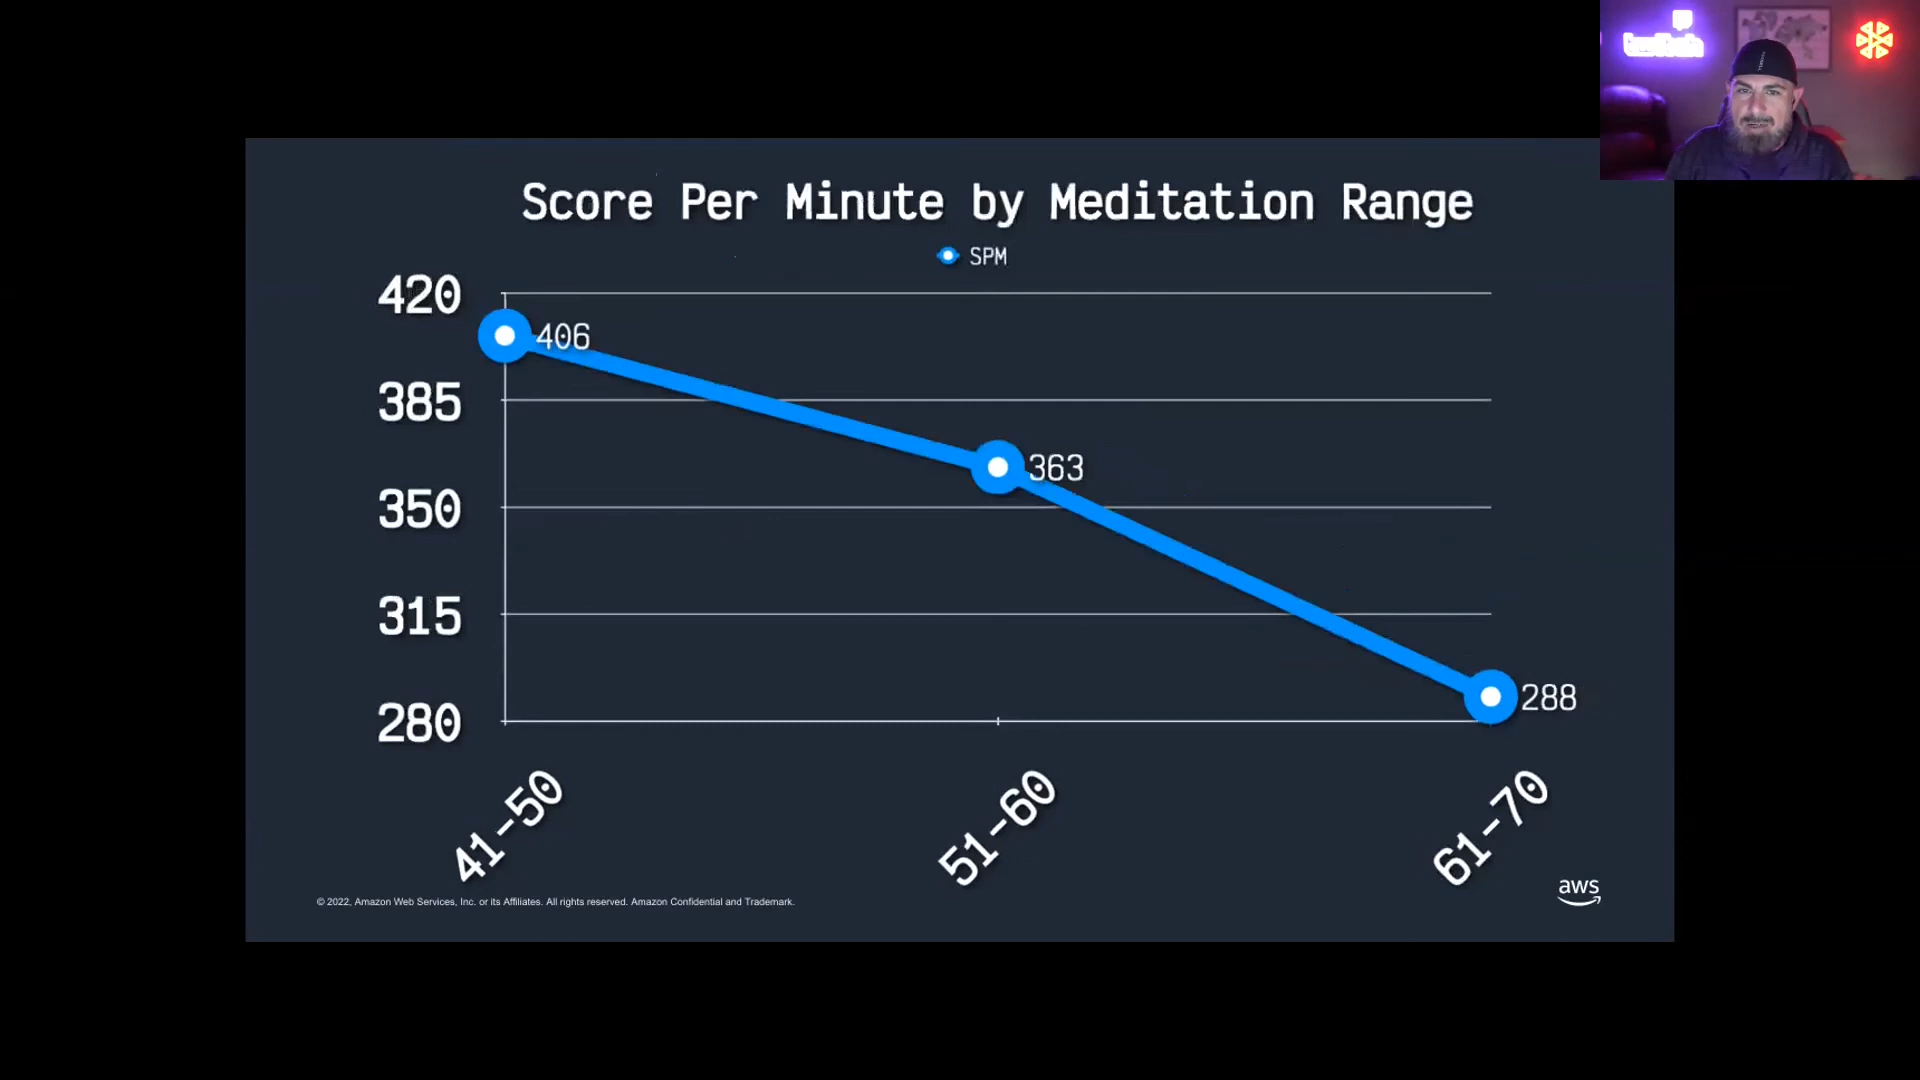 Score Per Minute by Meditation Range
SPM
420
385
350
315
280
406
363
288
41-50
51-60
61-70
© 2022, Amazon Web Services, Inc. or its Affiliates. All rights reserved. Amazon Confidential and Trademark.
aws